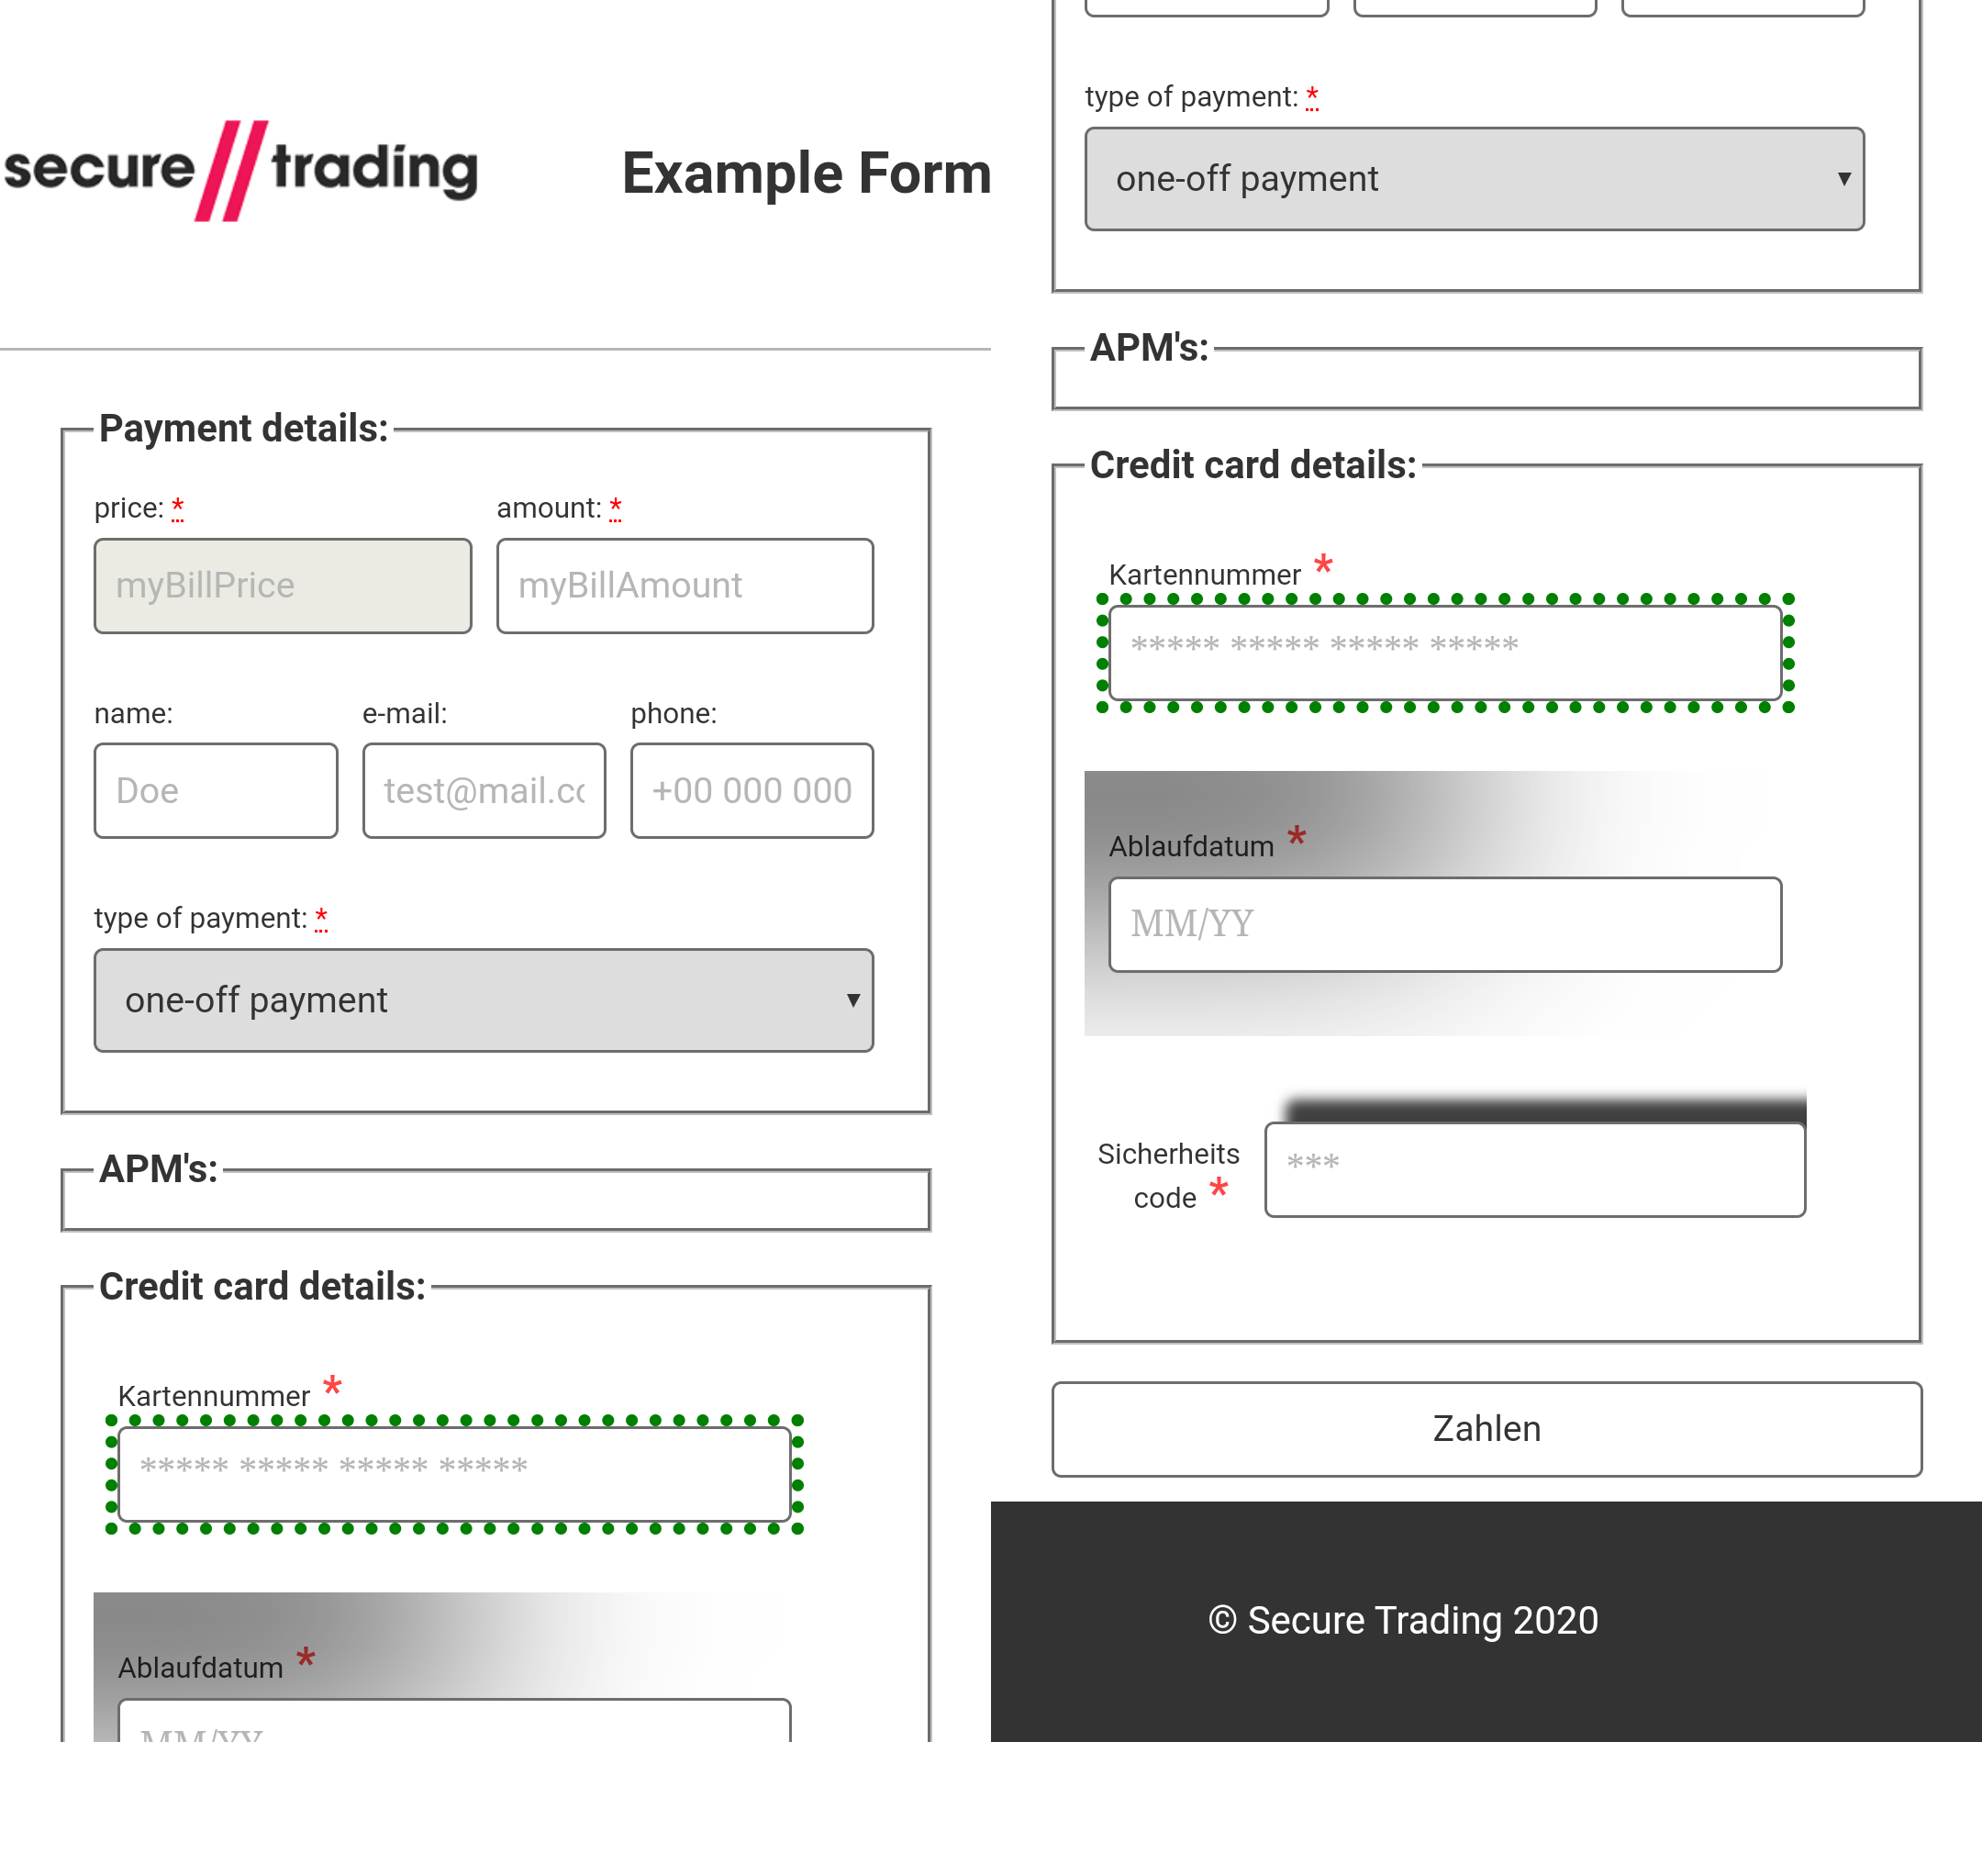 secure//trading
Example Form
Payment details:
price: * amount: *
myBillPrice myBillAmount
name: e-mail: phone:
Doe test@mail.cc +00 000 000
type of payment: *
one-off payment
APM's:
Credit card details:
Kartennummer *
***** ***** ***** *****
Ablaufdatum *
MM/YY
type of payment: *
one-off payment
APM's:
Credit card details:
Kartennummer *
***** ***** ***** *****
Ablaufdatum *
MM/YY
Sicherheits
code *
***
Zahlen
© Secure Trading 2020